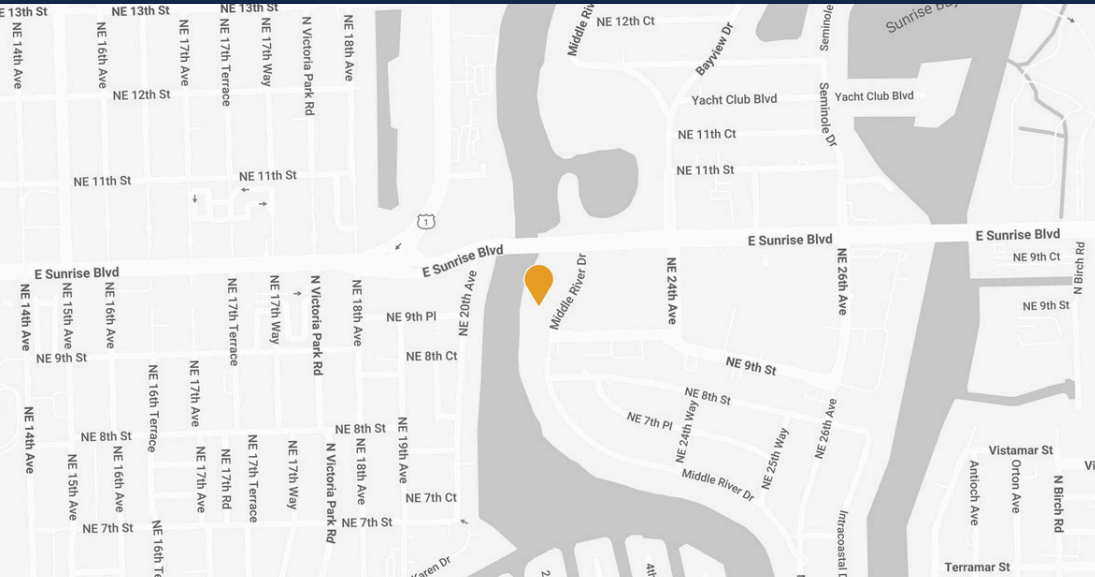 NE 13th St
NE 13th St
NE 13th St
NE 14th Ave
NE 16th Ave
NE 17th Ave
NE 17th Terrace
NE 17th Way
N Victoria Park Rd
NE 18th Ave
Middle Riv
NE 12th Ct
Bayview Dr
Seminole
NE 12th St
Yacht Club Blvd
Seminole Dr
Yacht Club Blvd
NE 11th Ct
NE 11th St
NE 11th St
NE 11th St
1
E Sunrise Blvd
E Sunrise Blvd
E Sunrise Blvd
E Sunrise Blvd
NE 9th Ct
N Birch Rd
NE 9th St
NE 14th Ave
NE 15th Ave
NE 16th Ave
NE 17th Terrace
NE 17th Way
N Victoria Park Rd
NE 18th Ave
NE 20th Ave
Middle River Dr
NE 24th Ave
NE 26th Ave
NE 9th Pl
NE 8th Ct
NE 9th St
NE 9th St
NE 16th Terrace
NE 17th Ave
NE 8th St
NE 7th Pl
NE 24th Way
NE 25th Way
NE 26th Ave
NE 14th Ave
NE 8th St
NE 8th St
NE 19th Ave
NE 15th Ave
NE 16th Ave
NE 17th Ave
NE 17th Rd
NE 17th Terrace
NE 17th Way
N Victoria Park Rd
NE 18th Ave
Middle River Dr
Vistamar St
Vi
Antioch Ave
Orton Ave
N Birch Rd
NE 7th Ct
NE 7th St
NE 7th St
NE 16th Te
Karen Dr
2
4th
Intracoastal D
Terramar St